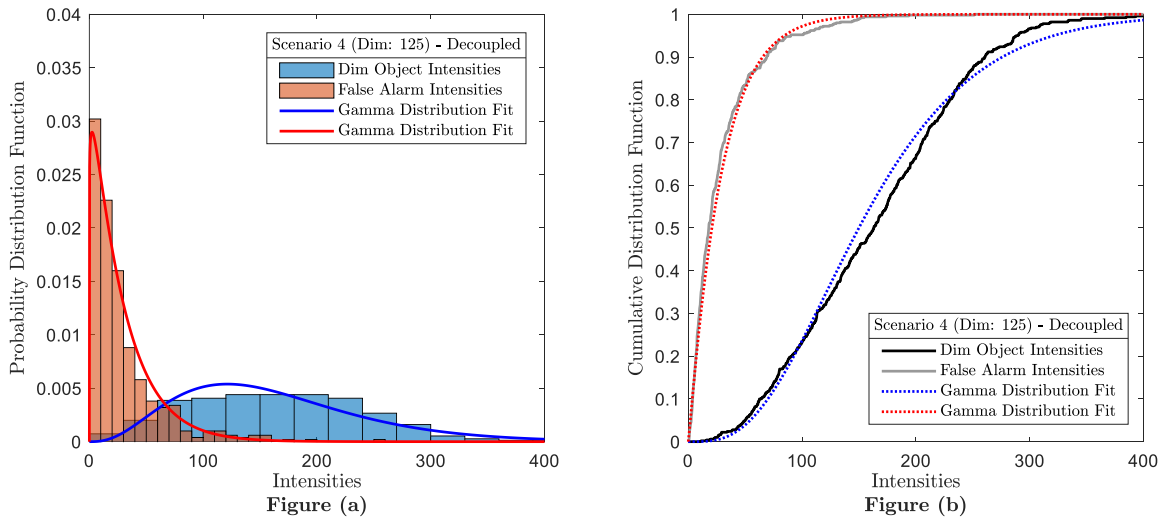 0.04
0.035
0.03
0.025
0.02
0.015
0.01
0.005
0
Probability Distribution Function
Scenario 4 (Dim: 125) - Decoupled
Dim Object Intensities
False Alarm Intensities
Gamma Distribution Fit
Gamma Distribution Fit
0 100 200 300 400
Intensities
Figure (a)
1
0.9
0.8
0.7
0.6
0.5
0.4
0.3
0.2
0.1
0
Cumulative Distribution Function
Scenario 4 (Dim: 125) - Decoupled
Dim Object Intensities
False Alarm Intensities
Gamma Distribution Fit
Gamma Distribution Fit
0 100 200 300 400
Intensities
Figure (b)